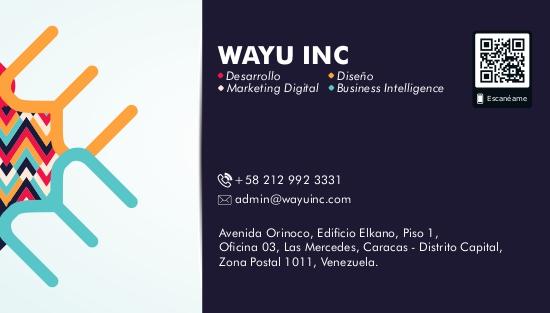 WAYU INC
Desarrollo Diseño
Marketing Digital Business Intelligence
Escanéame
+58 212 992 3331
admin@wayuinc.com
Avenida Orinoco, Edificio Elkano, Piso 1,
Oficina 03, Las Mercedes, Caracas - Distrito Capital,
Zona Postal 1011, Venezuela.